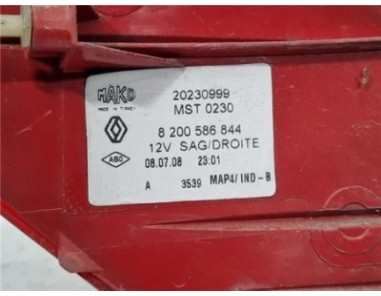 MAKO 20230999
MADE IN TURKEY MST 0230
8 200 586 844
12V SAG/DROITE
ABO 08.07.08 23:01
A 3539 MAP4/IND-B